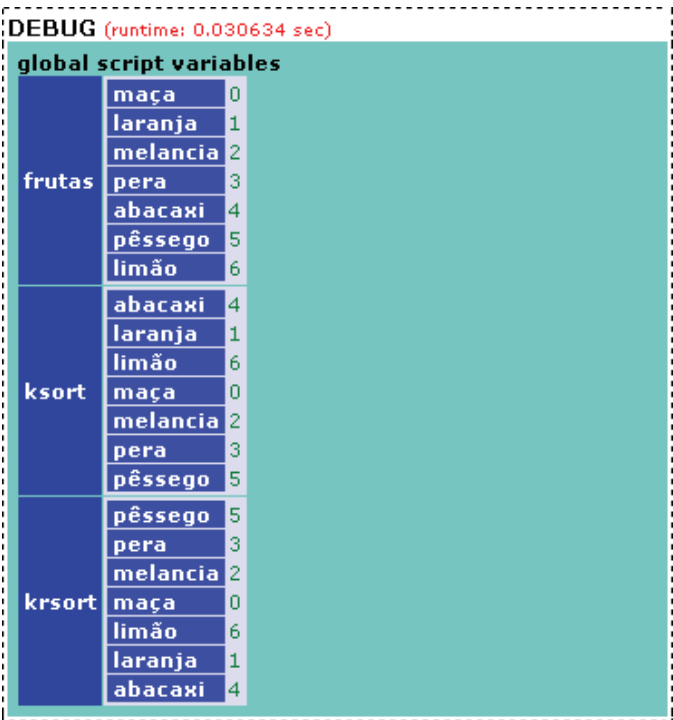 DEBUG (runtime: 0.030634 sec)
global script variables
frutas
maça 0
laranja 1
melancia 2
pera 3
abacaxi 4
pêssego 5
limão 6
ksort
abacaxi 4
laranja 1
limão 6
maça 0
melancia 2
pera 3
pêssego 5
krsort
pêssego 5
pera 3
melancia 2
maça 0
limão 6
laranja 1
abacaxi 4